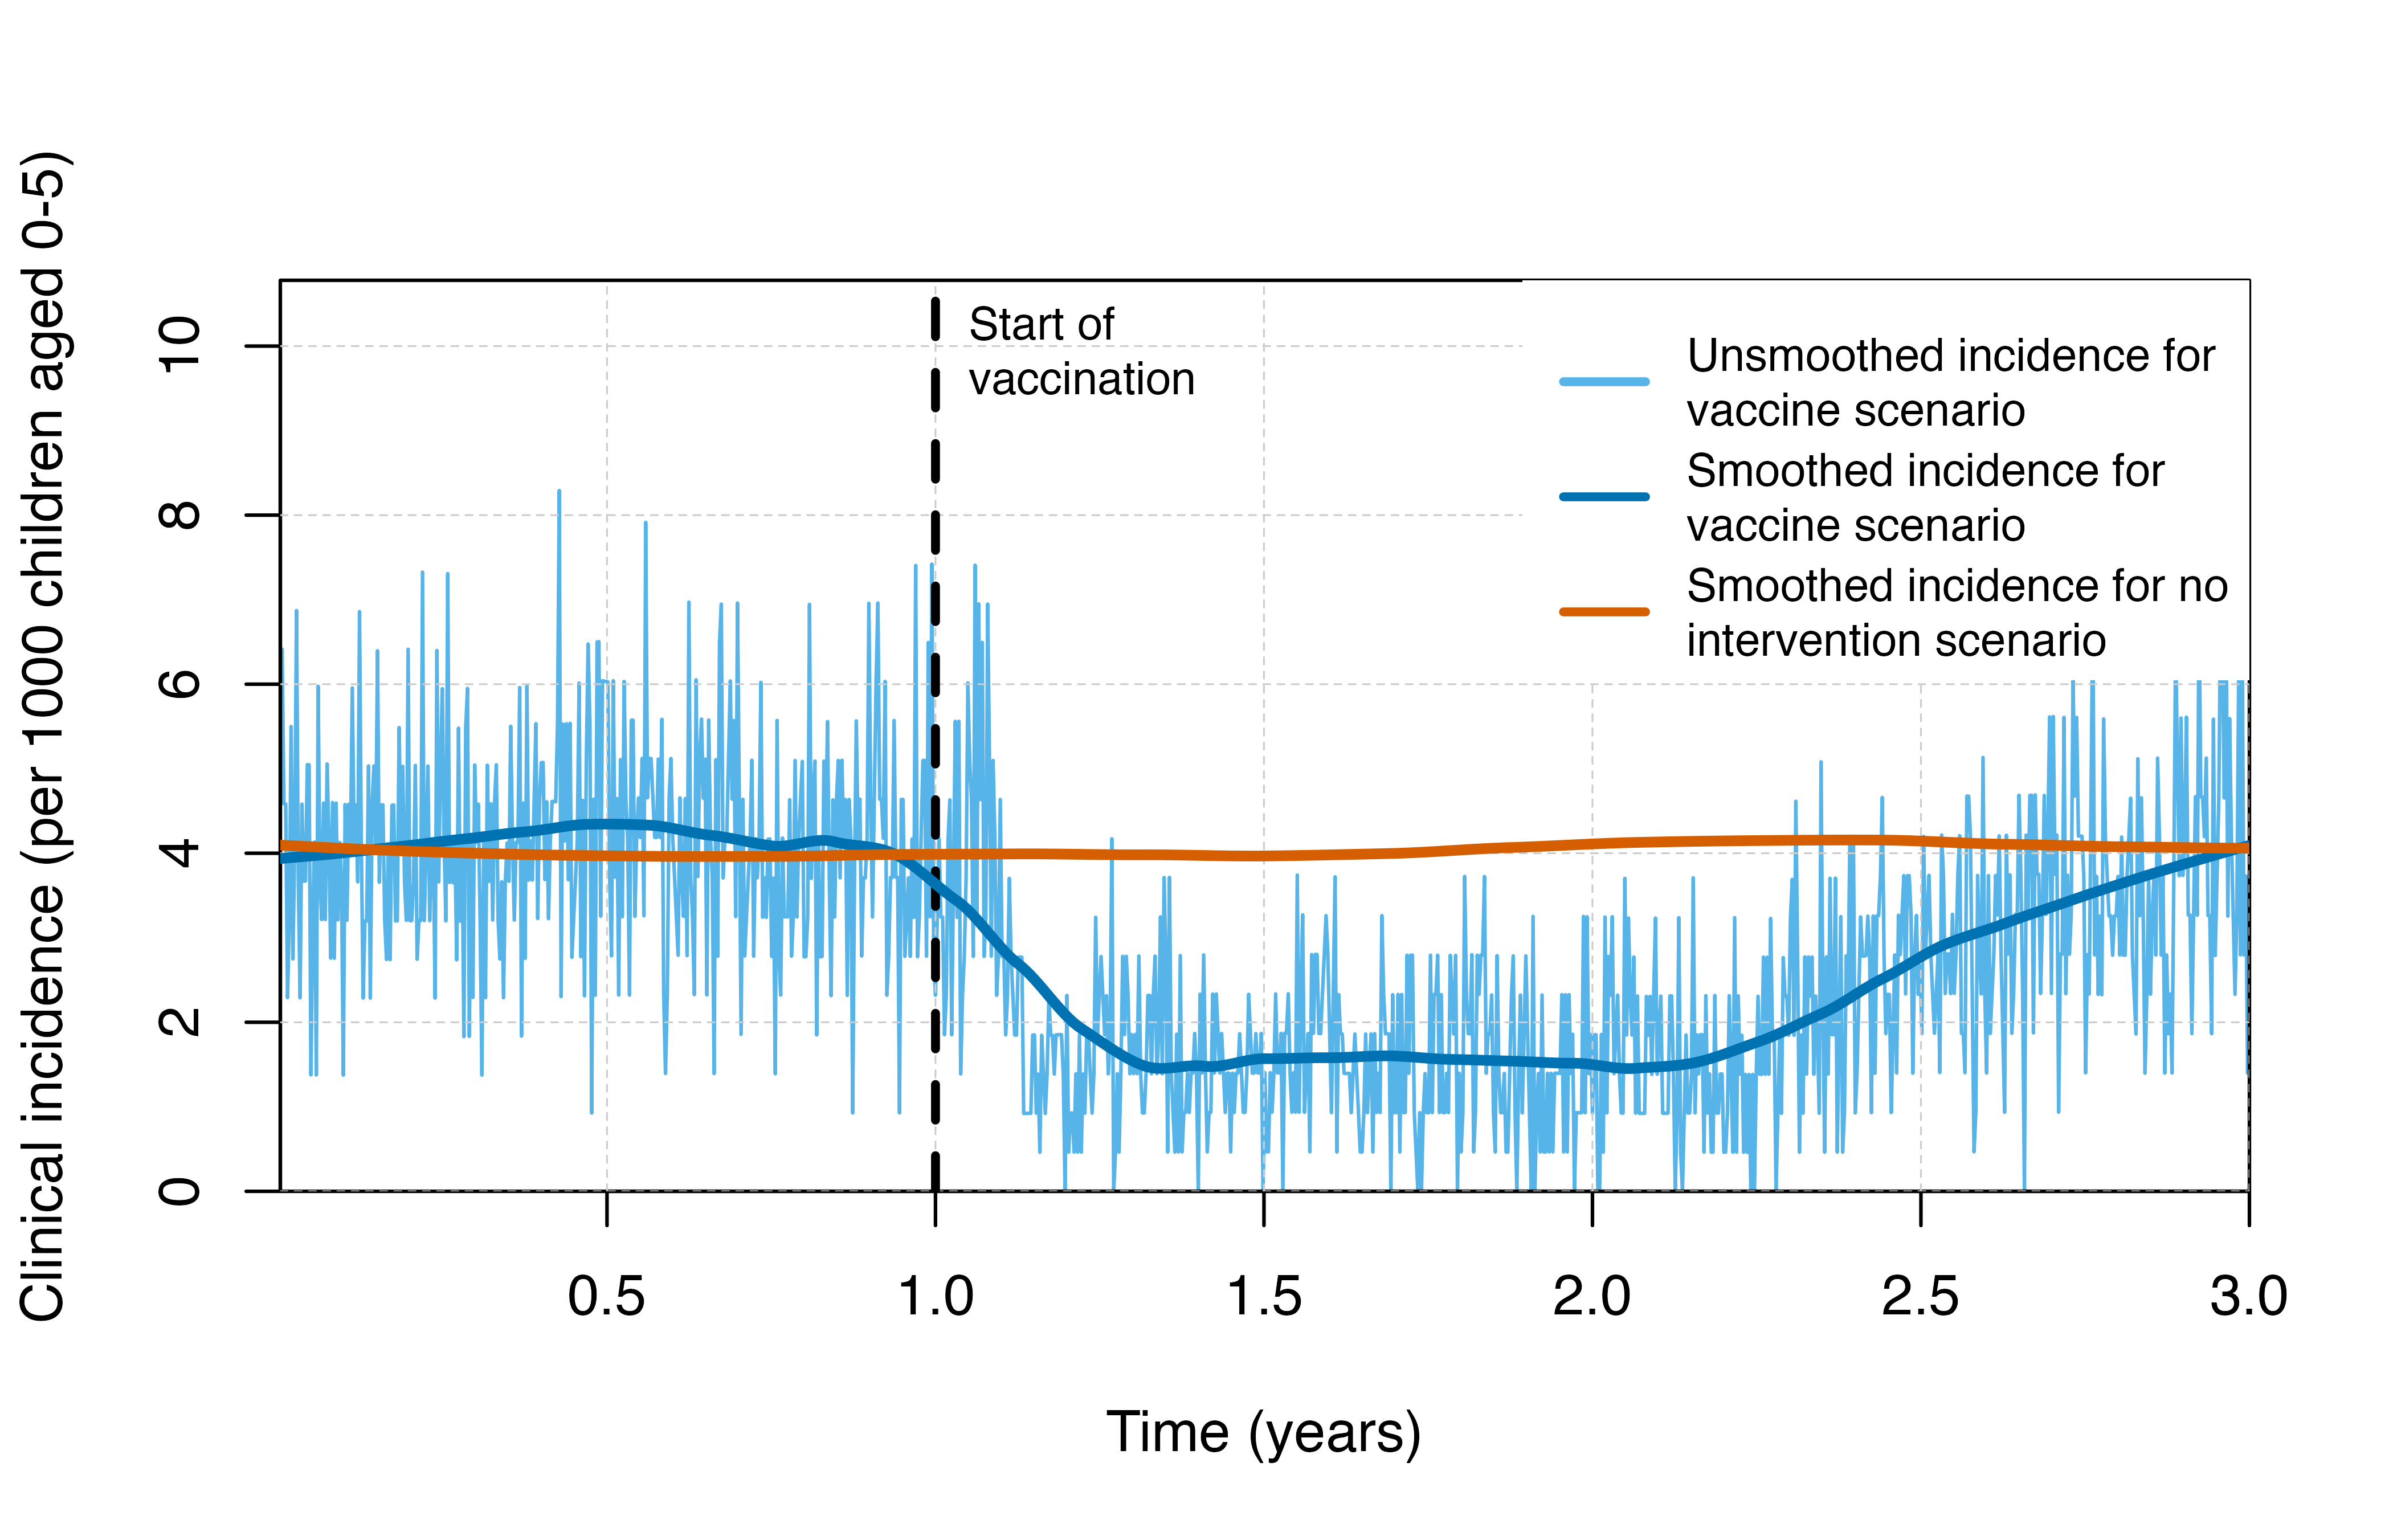 Clinical incidence (per 1000 children aged 0-5)
10
8
6
4
2
0
Start of
vaccination
Unsmoothed incidence for
vaccine scenario
Smoothed incidence for
vaccine scenario
Smoothed incidence for no
intervention scenario
0.5 1.0 1.5 2.0 2.5 3.0
Time (years)